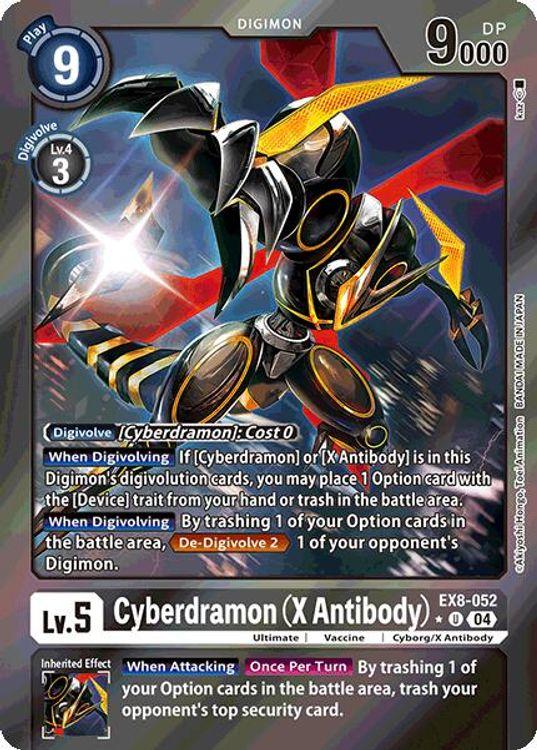 DIGIMON
Play
9
DP
9000
Digivolve
Lv.4
3
kaz
Digivolve [Cyberdramon]: Cost 0
When Digivolving If [Cyberdramon] or [X Antibody] is in this
Digimon's digivolution cards, you may place 1 Option card with
the [Device] trait from your hand or trash in the battle area.
When Digivolving By trashing 1 of your Option cards in
the battle area, De-Digivolve 2 1 of your opponent's
Digimon.
©Akiyoshi Hongo, Toei Animation BANDAI MADE IN JAPAN
Lv.5 Cyberdramon (X Antibody) EX8-052
★ U 04
Ultimate | Vaccine | Cyborg/X Antibody
Inherited Effect
When Attacking Once Per Turn By trashing 1 of
your Option cards in the battle area, trash your
opponent's top security card.